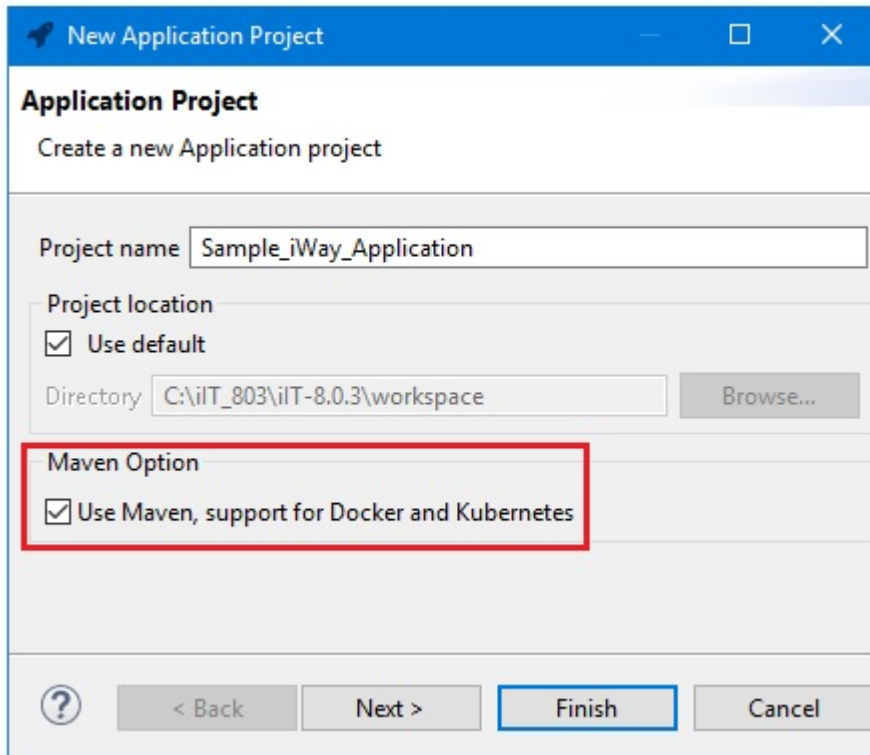 New Application Project
Application Project
Create a new Application project
Project name Sample_iWay_Application
Project location
Use default
Directory C:\iIT_803\iIT-8.0.3\workspace Browse...
Maven Option
Use Maven, support for Docker and Kubernetes
? < Back Next > Finish Cancel